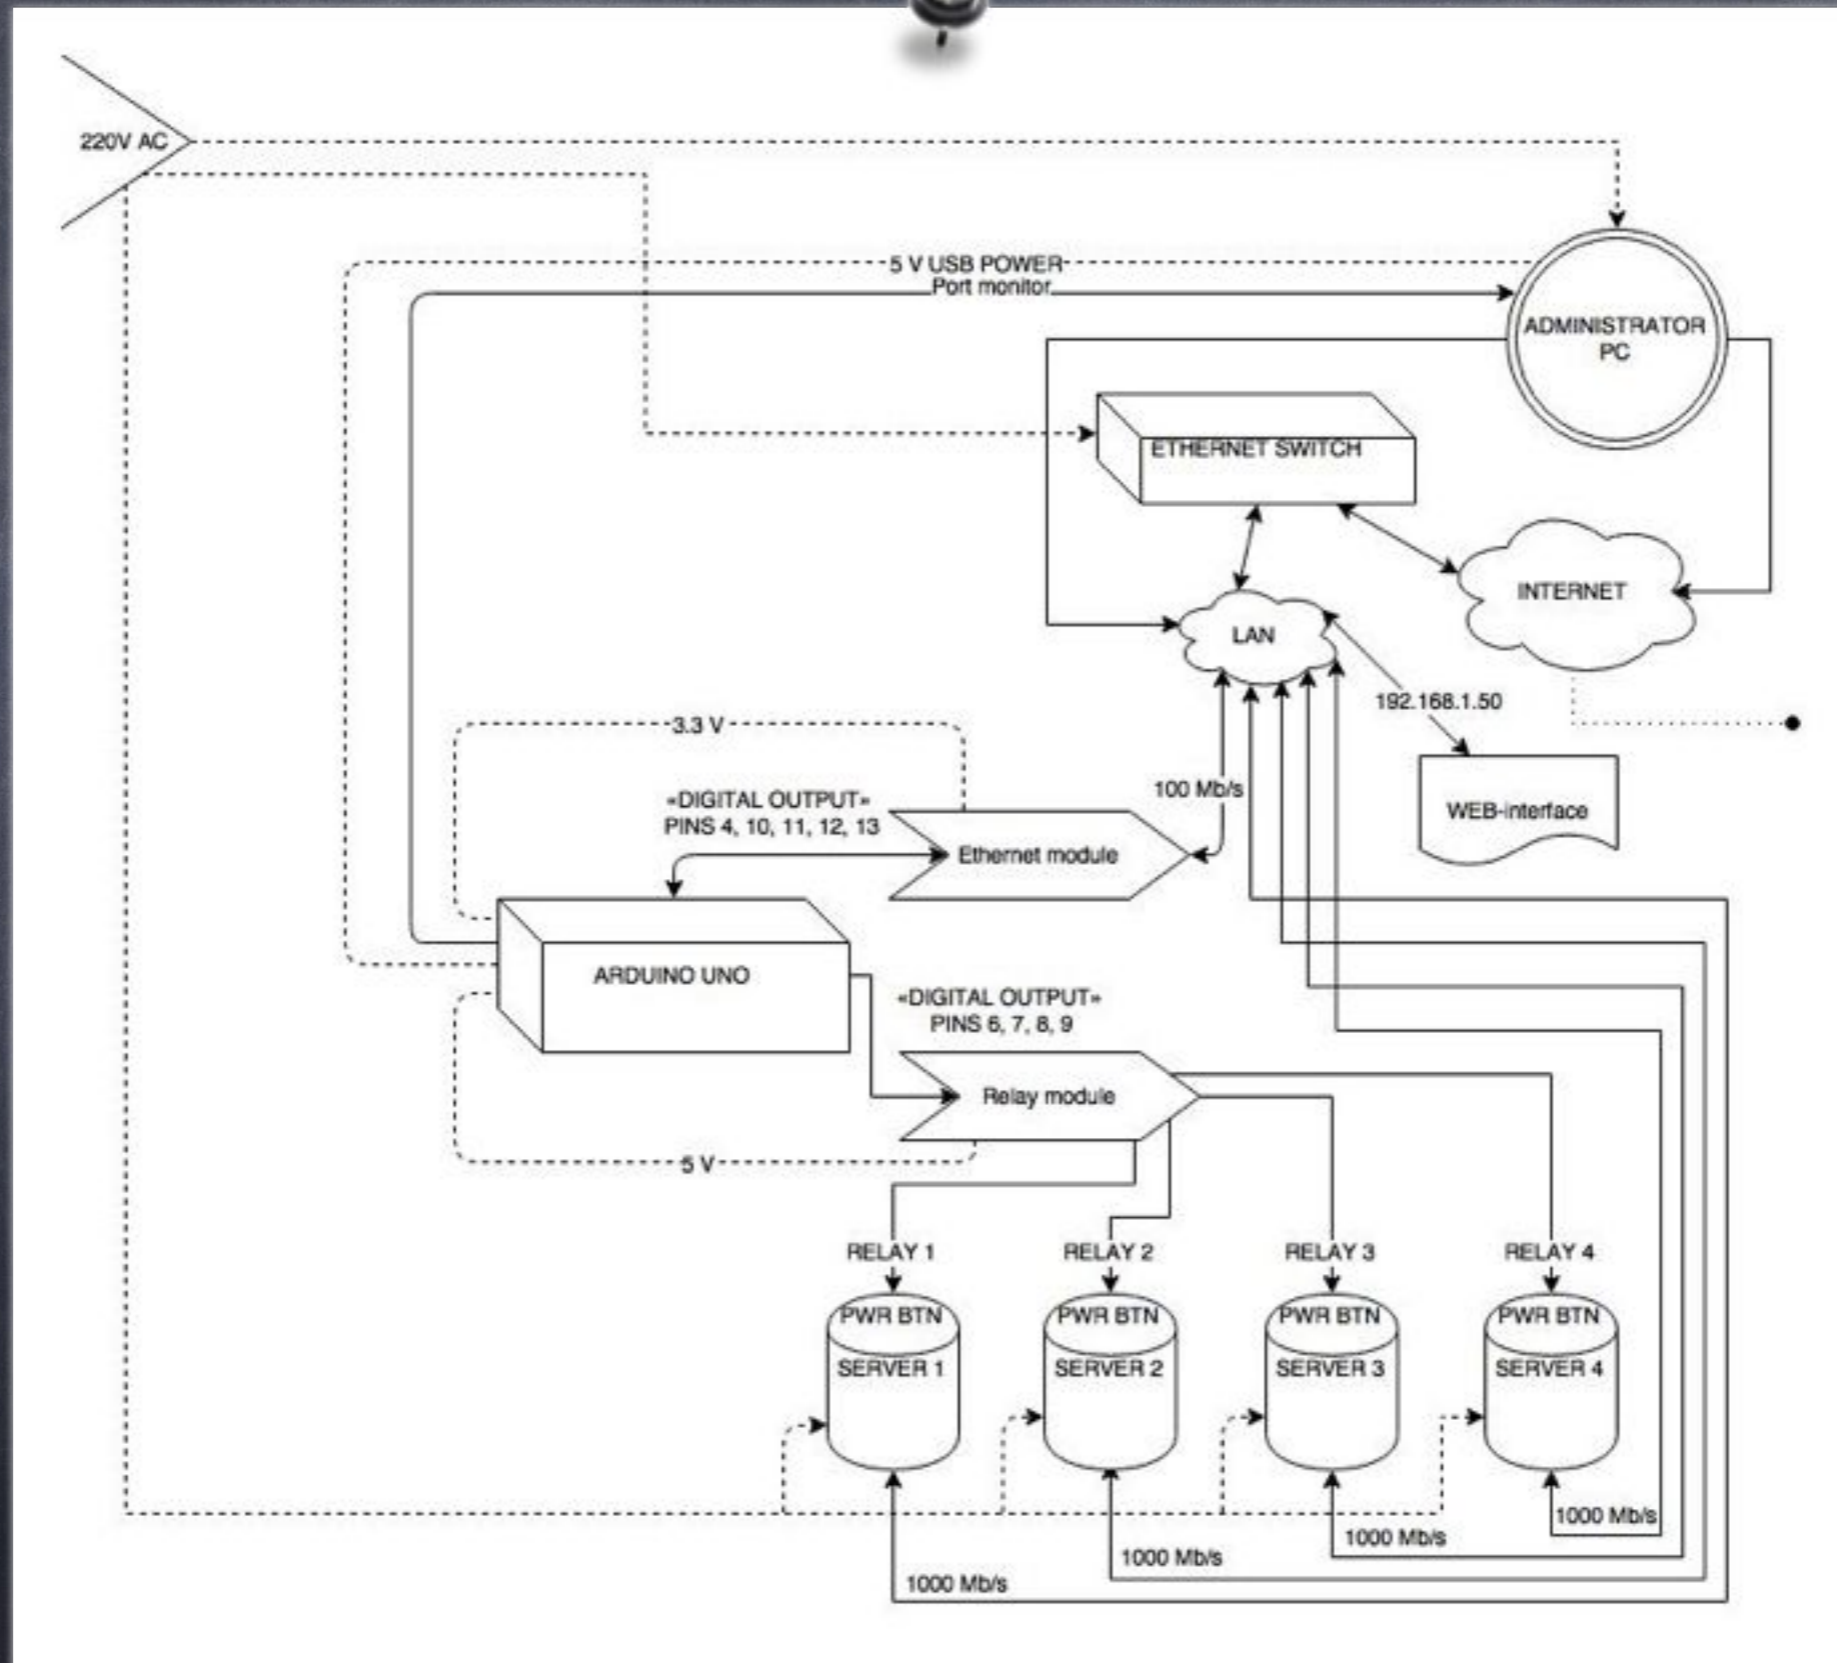 220V AC
5 V USB POWER
Port monitor
ADMINISTRATOR
PC
ETHERNET SWITCH
INTERNET
LAN
192.168.1.50
3.3 V
100 Mb/s
«DIGITAL OUTPUT»
PINS 4, 10, 11, 12, 13
WEB-interface
Ethernet module
ARDUINO UNO
«DIGITAL OUTPUT»
PINS 6, 7, 8, 9
Relay module
5 V
RELAY 1
RELAY 2
RELAY 3
RELAY 4
PWR BTN
PWR BTN
PWR BTN
PWR BTN
SERVER 1
SERVER 2
SERVER 3
SERVER 4
1000 Mb/s
1000 Mb/s
1000 Mb/s
1000 Mb/s